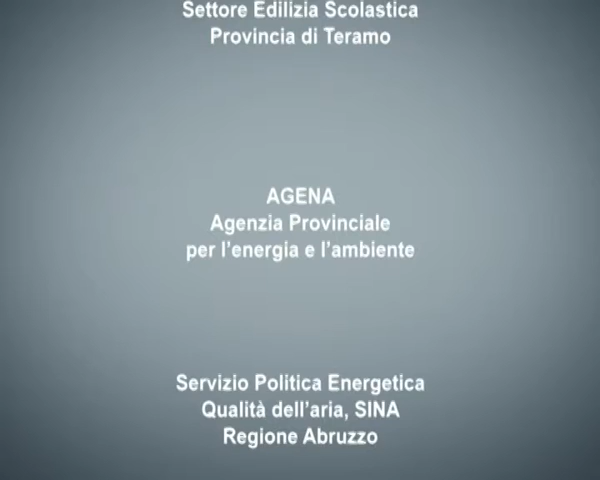 Settore Edilizia Scolastica
Provincia di Teramo
AGENA
Agenzia Provinciale
per l'energia e l'ambiente
Servizio Politica Energetica
Qualità dell'aria, SINA
Regione Abruzzo